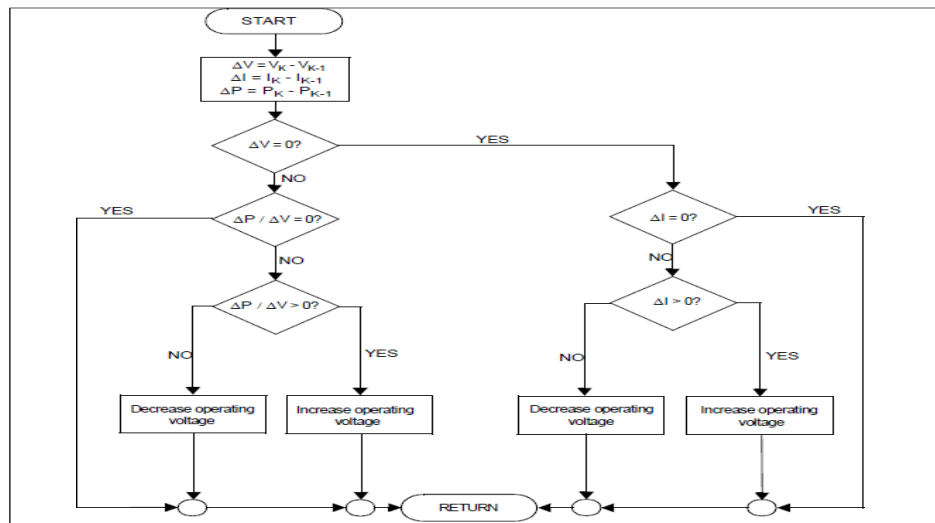 START
ΔV = VK - VK-1
ΔI = IK - IK-1
ΔP = PK - PK-1
ΔV = 0?
YES
NO
YES
ΔP / ΔV = 0?
ΔI = 0?
YES
NO
NO
ΔP / ΔV > 0?
ΔI > 0?
NO
YES
NO
YES
Decrease operating
voltage
Increase operating
voltage
Decrease operating
voltage
Increase operating
voltage
RETURN